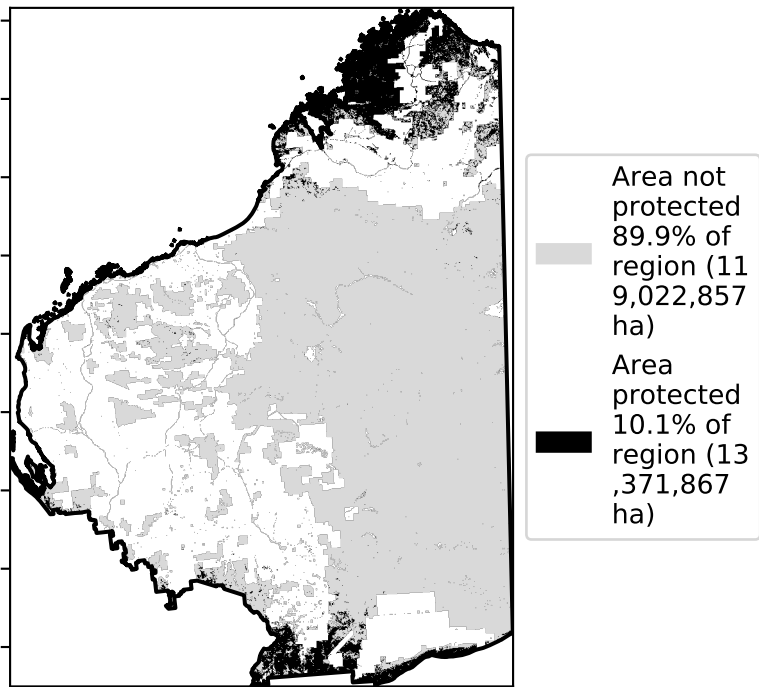 Area not
protected
89.9% of
region (11
9,022,857
ha)
Area
protected
10.1% of
region (13
,371,867
ha)